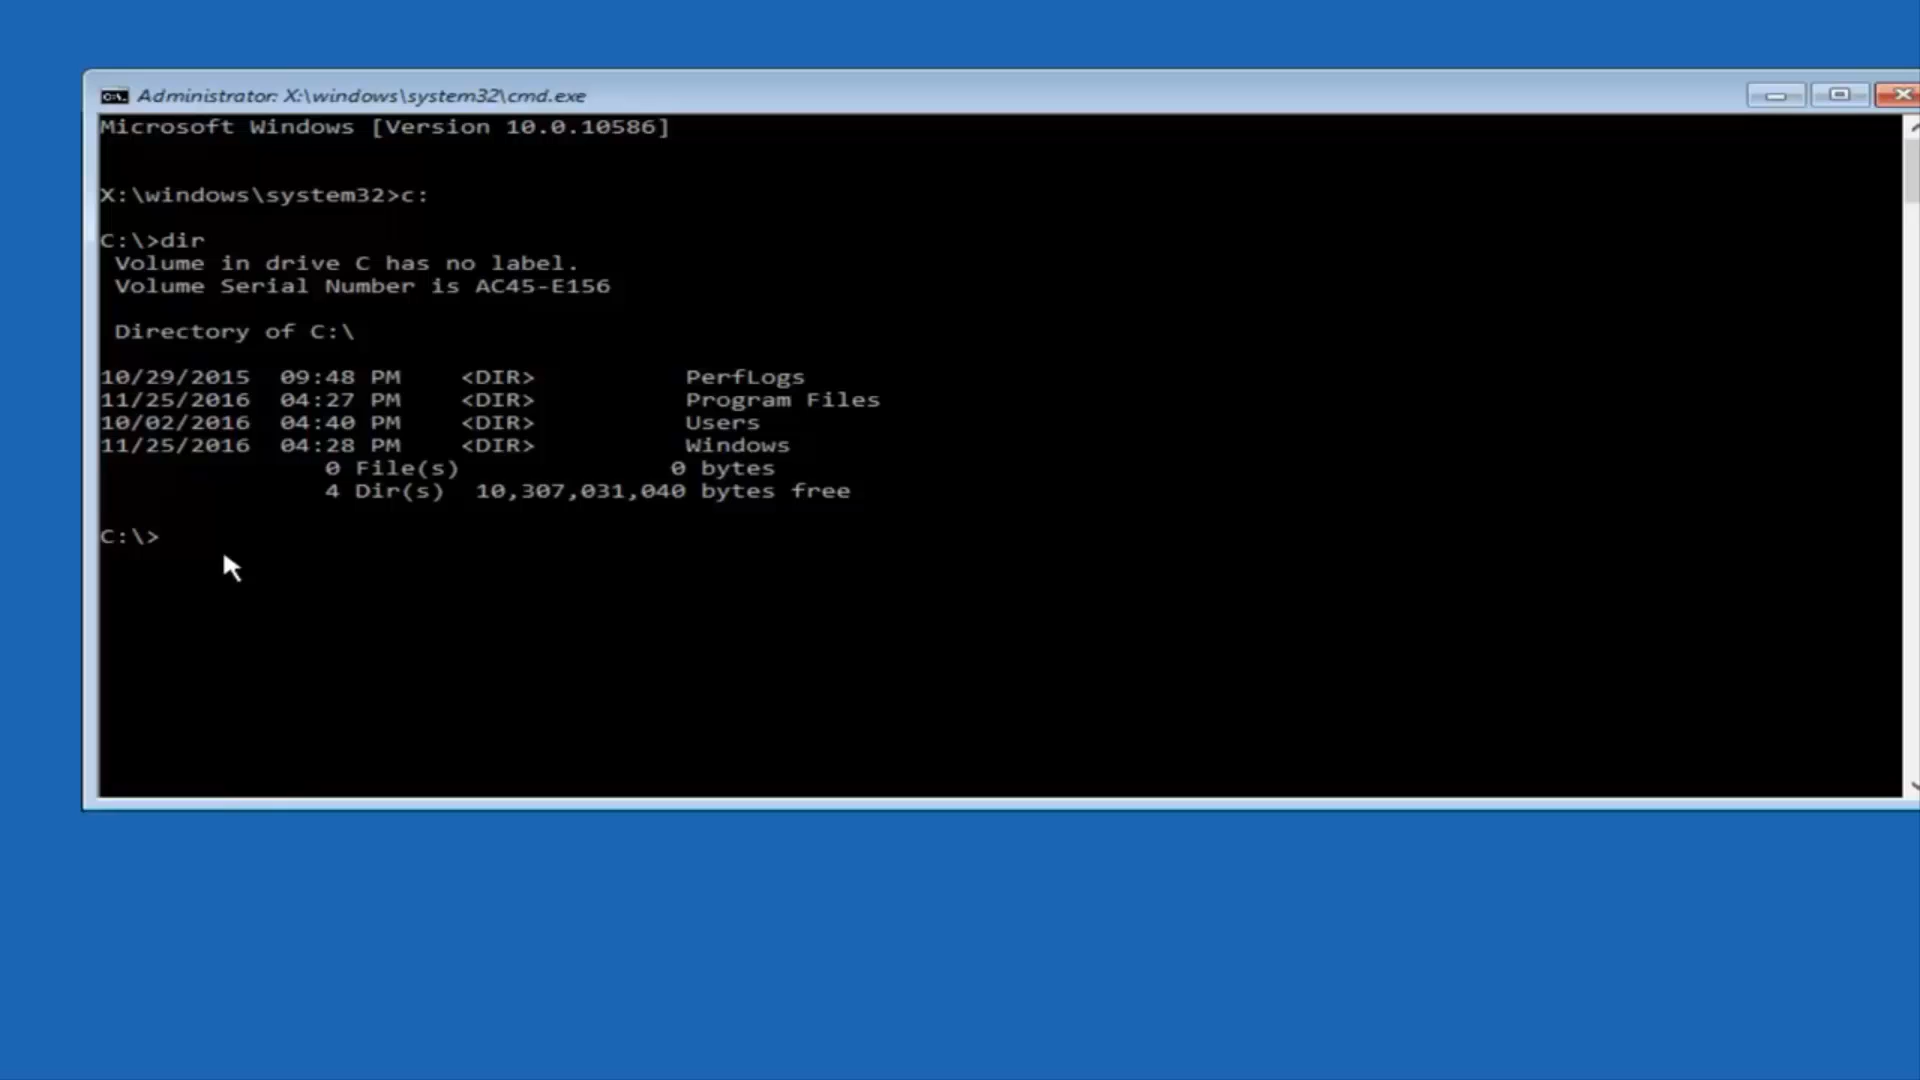 Administrator: X:\windows\system32\cmd.exe
Microsoft Windows [Version 10.0.10586]
X:\windows\system32>c:
C:\>dir
Volume in drive C has no label.
Volume Serial Number is AC45-E156
Directory of C:\
10/29/2015  09:48 PM    <DIR>          PerfLogs
11/25/2016  04:27 PM    <DIR>          Program Files
10/02/2016  04:40 PM    <DIR>          Users
11/25/2016  04:28 PM    <DIR>          Windows
0 File(s)              0 bytes
4 Dir(s)  10,307,031,040 bytes free
C:\>